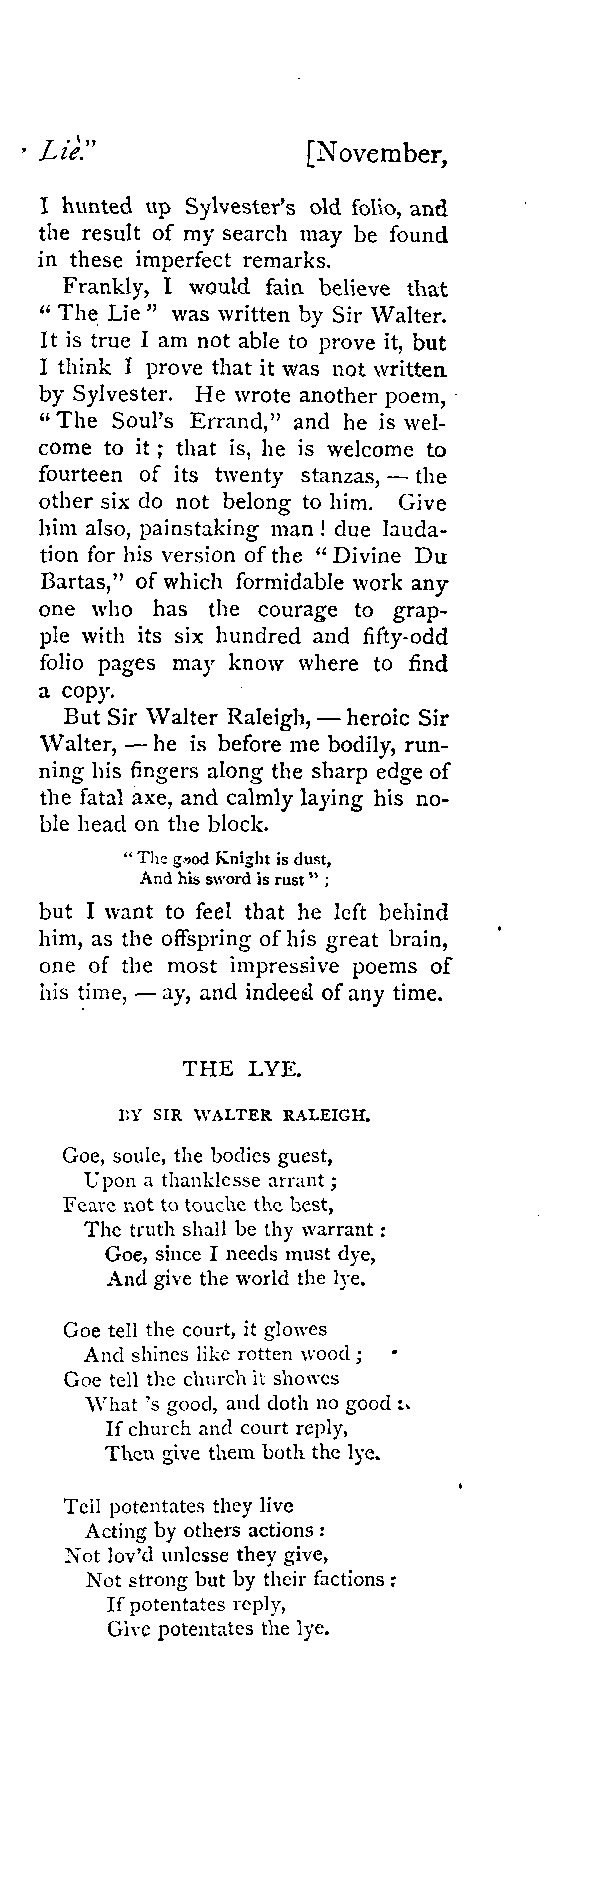 Lie."
[November,
I hunted up Sylvester's old folio, and
the result of my search may be found
in these imperfect remarks.
Frankly, I would fain believe that
"The Lie" was written by Sir Walter.
It is true I am not able to prove it, but
I think I prove that it was not written
by Sylvester. He wrote another poem,
"The Soul's Errand," and he is wel-
come to it; that is, he is welcome to
fourteen of its twenty stanzas, — the
other six do not belong to him. Give
him also, painstaking man! due lauda-
tion for his version of the "Divine Du
Bartas," of which formidable work any
one who has the courage to grap-
ple with its six hundred and fifty-odd
folio pages may know where to find
a copy.
But Sir Walter Raleigh, — heroic Sir
Walter, — he is before me bodily, run-
ning his fingers along the sharp edge of
the fatal axe, and calmly laying his no-
ble head on the block.
"The good Knight is dust,
And his sword is rust";
but I want to feel that he left behind
him, as the offspring of his great brain,
one of the most impressive poems of
his time, — ay, and indeed of any time.
THE LYE.
BY SIR WALTER RALEIGH.
Goe, soule, the bodies guest,
Upon a thanklesse arrant;
Feare not to touche the best,
The truth shall be thy warrant:
Goe, since I needs must dye,
And give the world the lye.
Goe tell the court, it glowes
And shines like rotten wood;
Goe tell the church it showes
What 's good, and doth no good:
If church and court reply,
Then give them both the lye.
Tell potentates they live
Acting by others actions:
Not lov'd unlesse they give,
Not strong but by their factions:
If potentates reply,
Give potentates the lye.